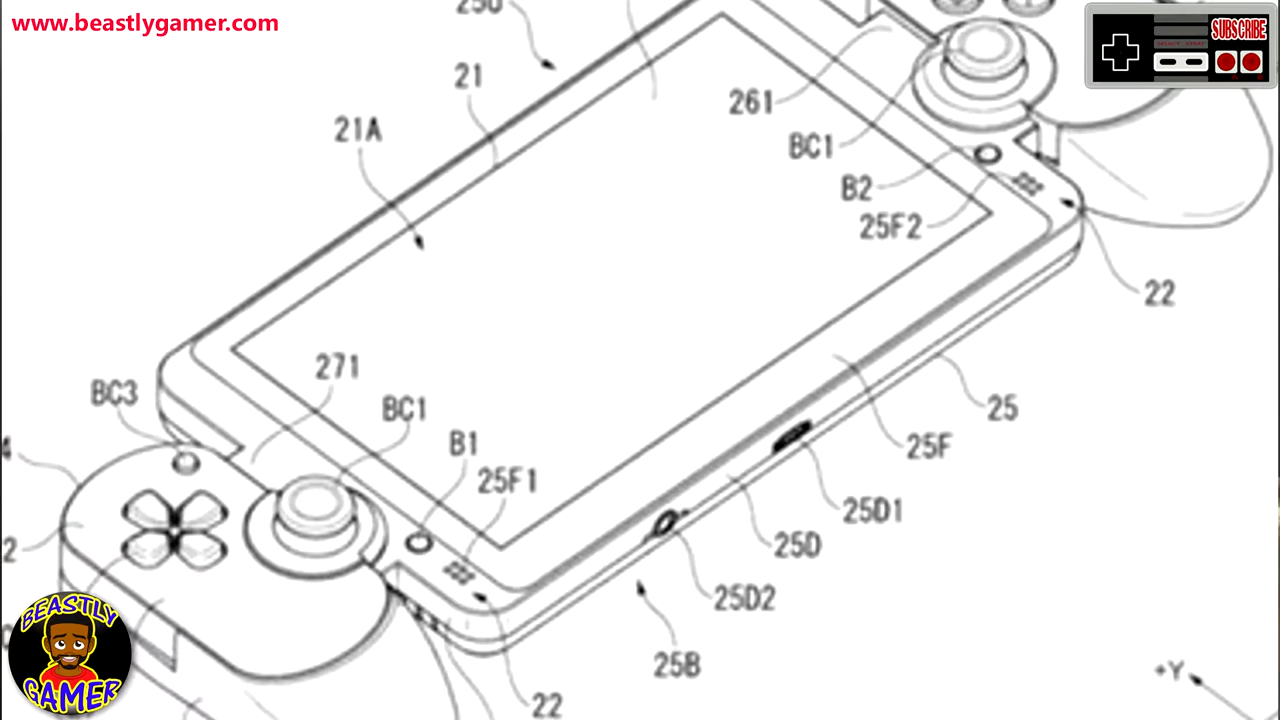 www.beastlygamer.com
SUBSCRIBE
21
21A
261
BC1
B2
25F2
22
271
BC3
BC1
B1
25F1
25
25F
25D1
25D
25D2
25B
22
+Y
BEASTLY
GAMER